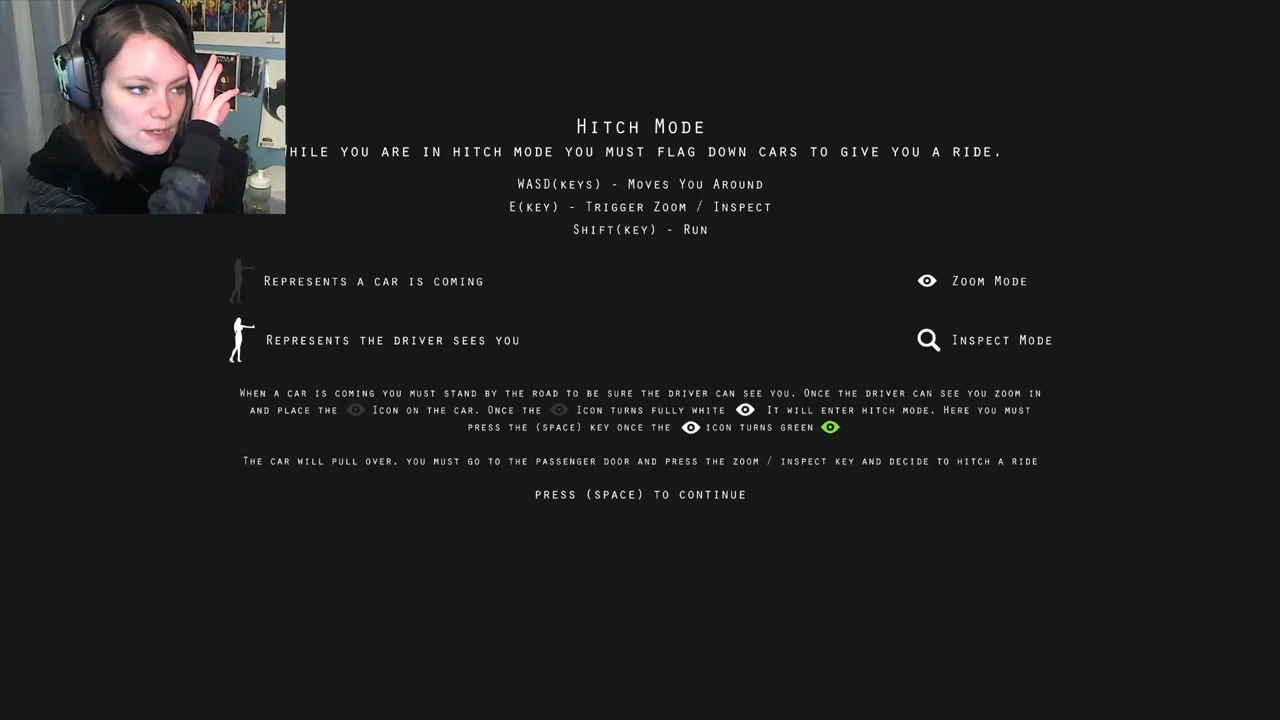 Hitch Mode
hile you are in hitch mode you must flag down cars to give you a ride.
WASD(keys) - Moves You Around
E(key) - Trigger Zoom / Inspect
Shift(key) - Run
Represents a car is coming
Zoom Mode
Represents the driver sees you
Inspect Mode
When a car is coming you must stand by the road to be sure the driver can see you. Once the driver can see you zoom in
and place the Icon on the car. Once the Icon turns fully white It will enter hitch mode. Here you must
press the (space) key once the icon turns green
The car will pull over, you must go to the passenger door and press the zoom / inspect key and decide to hitch a ride
press (space) to continue